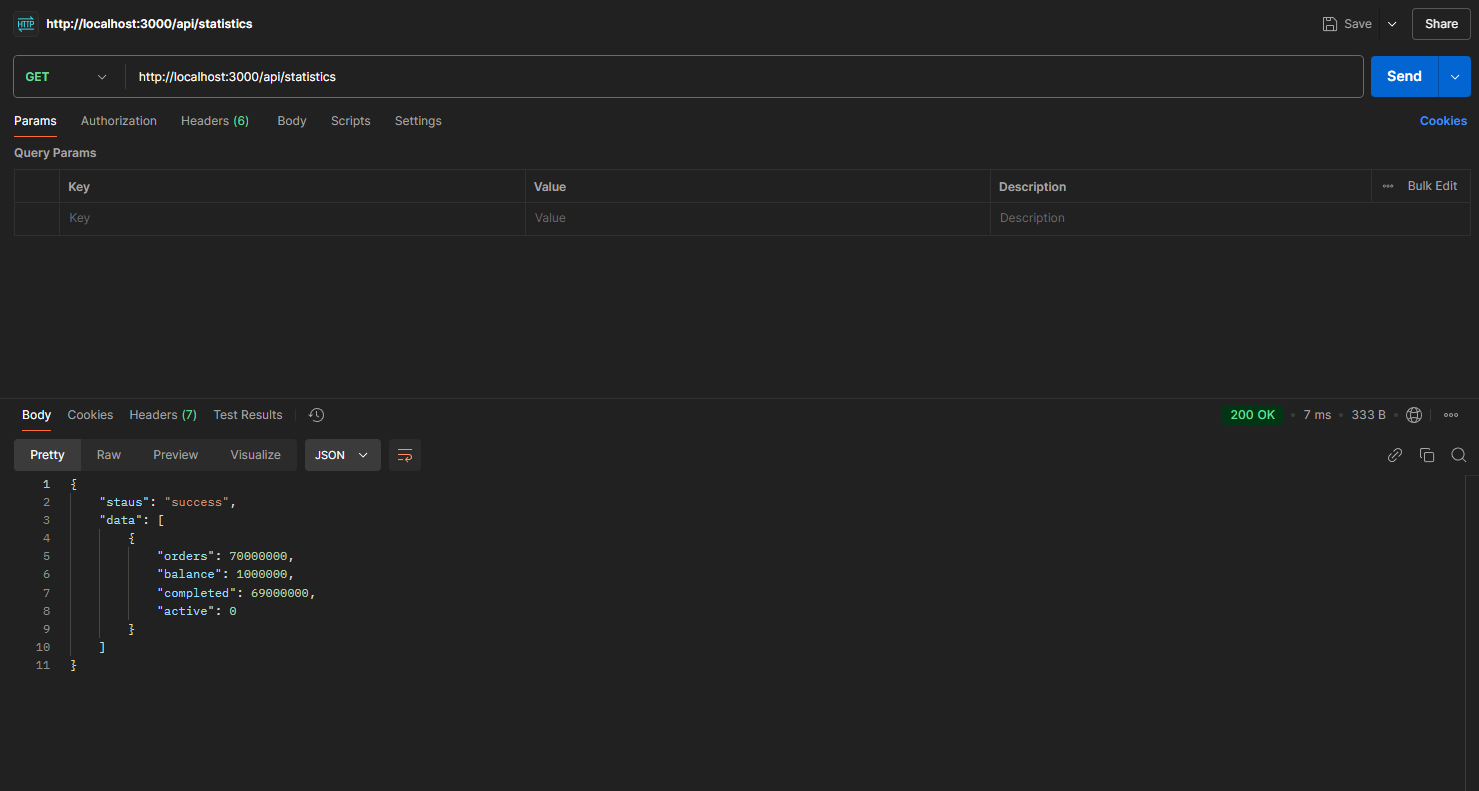 HTTP http://localhost:3000/api/statistics Save Share
GET http://localhost:3000/api/statistics Send
Params Authorization Headers (6) Body Scripts Settings Cookies
Query Params
Key Value Description Bulk Edit
Key Value Description
Body Cookies Headers (7) Test Results 200 OK • 7 ms • 333 B •
Pretty Raw Preview Visualize JSON
1 {
2 "staus": "success",
3 "data": [
4 {
5 "orders": 70000000,
6 "balance": 1000000,
7 "completed": 69000000,
8 "active": 0
9 }
10 ]
11 }